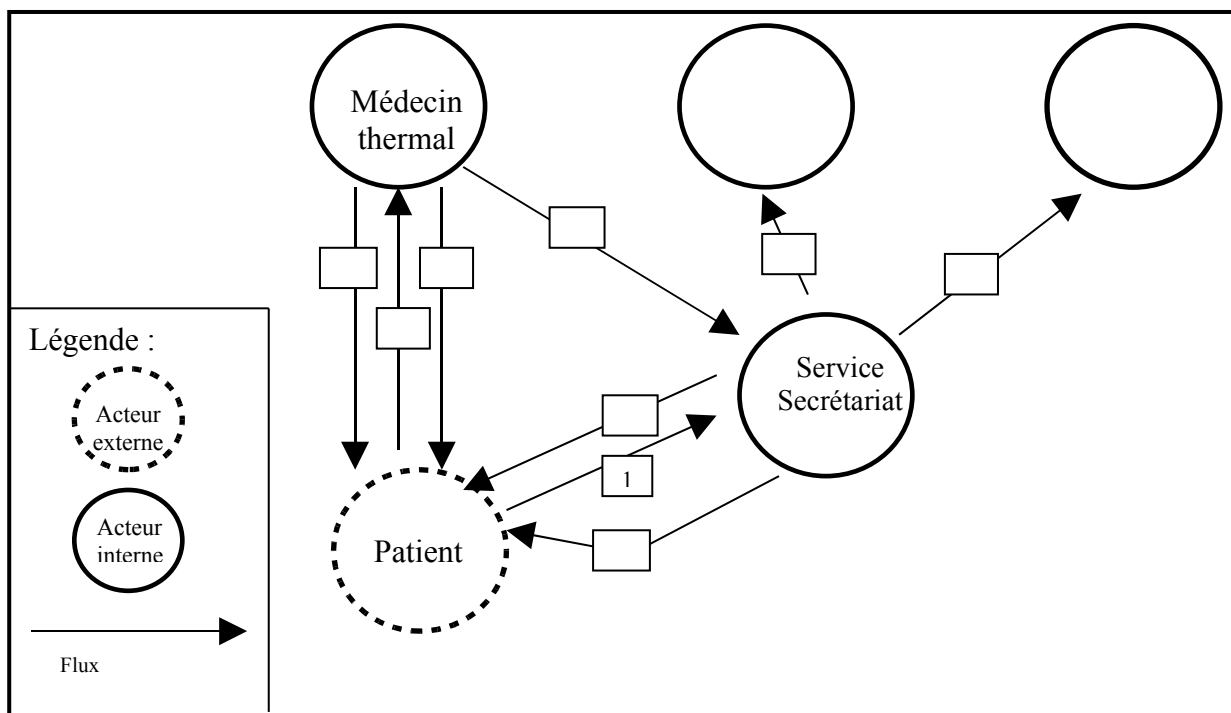 Médecin
thermal
Légende :
Acteur
externe
Acteur
interne
Flux
Service
Secrétariat
1
Patient